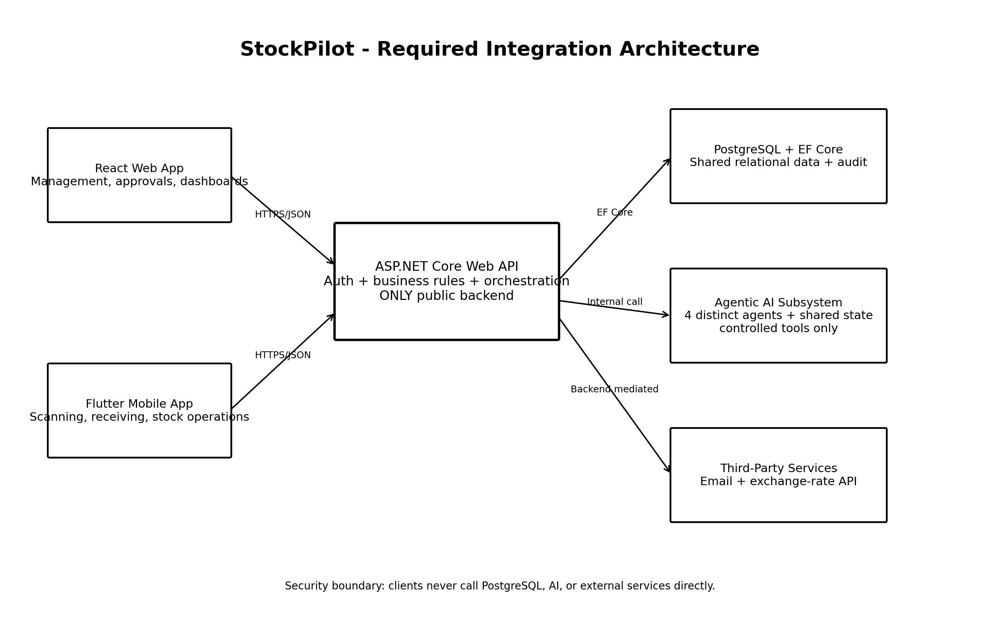 StockPilot - Required Integration Architecture
React Web App
Management, approvals, dashboards
HTTPS/JSON
Flutter Mobile App
Scanning, receiving, stock operations
HTTPS/JSON
ASP.NET Core Web API
Auth + business rules + orchestration
ONLY public backend
EF Core
PostgreSQL + EF Core
Shared relational data + audit
Internal call
Agentic AI Subsystem
4 distinct agents + shared state
controlled tools only
Backend mediated
Third-Party Services
Email + exchange-rate API
Security boundary: clients never call PostgreSQL, AI, or external services directly.